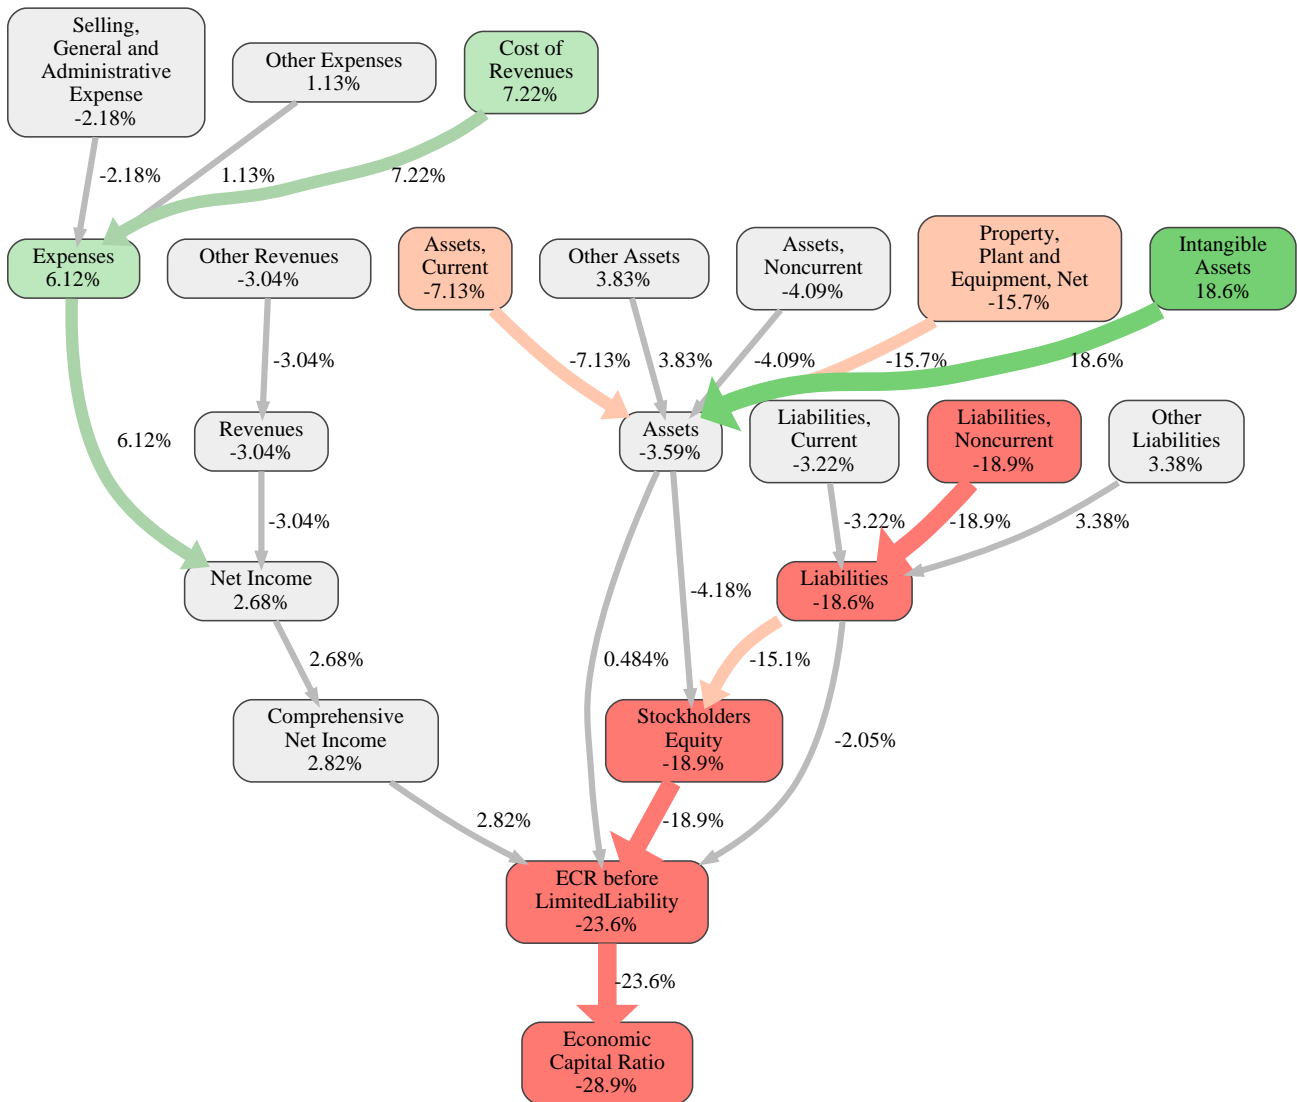 Selling,
General and
Administrative
Expense
-2.18%
Other Expenses
1.13%
Cost of
Revenues
7.22%
-2.18%
1.13%
7.22%
Expenses
6.12%
Other Revenues
-3.04%
Assets,
Current
-7.13%
Other Assets
3.83%
Assets,
Noncurrent
-4.09%
Property,
Plant and
Equipment, Net
-15.7%
Intangible
Assets
18.6%
-3.04%
-7.13%
3.83%
-4.09%
-15.7%
18.6%
6.12%
Revenues
-3.04%
Assets
-3.59%
Liabilities,
Current
-3.22%
Liabilities,
Noncurrent
-18.9%
Other
Liabilities
3.38%
-3.04%
-3.22%
-18.9%
3.38%
Net Income
2.68%
-4.18%
Liabilities
-18.6%
2.68%
0.484%
-15.1%
Comprehensive
Net Income
2.82%
Stockholders
Equity
-18.9%
-2.05%
2.82%
-18.9%
ECR before
LimitedLiability
-23.6%
-23.6%
Economic
Capital Ratio
-28.9%